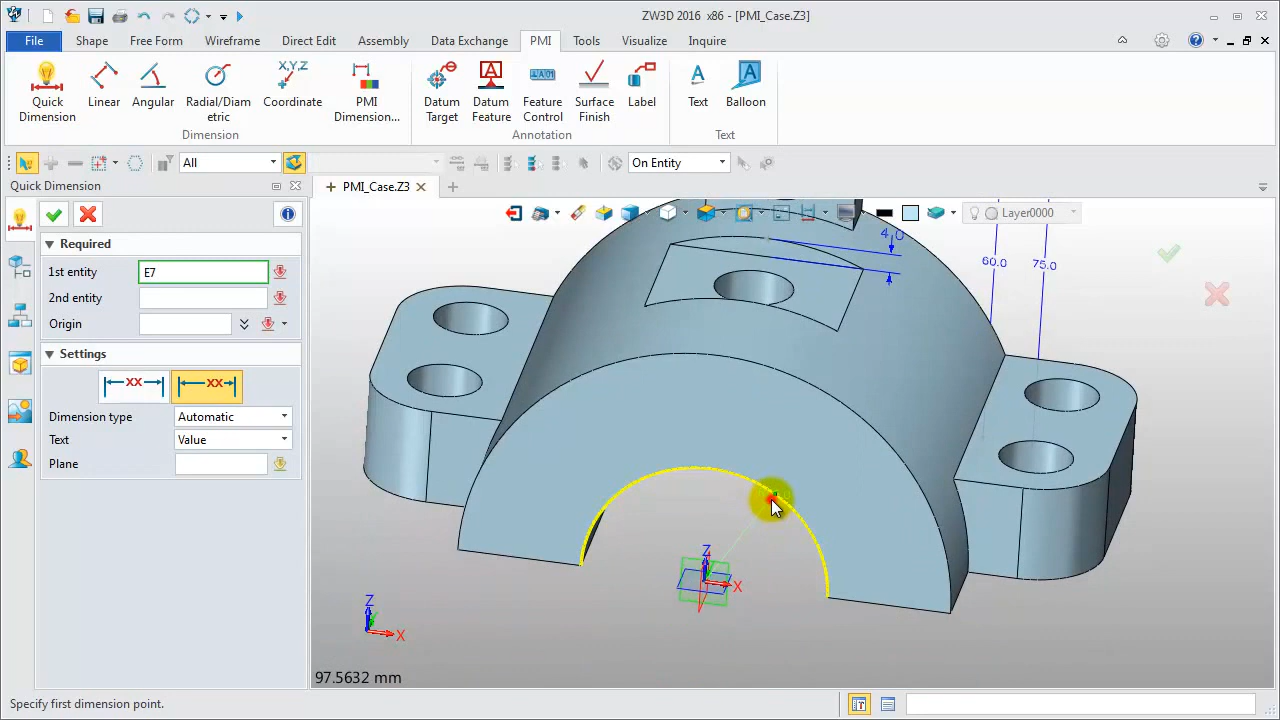 ZW3D 2016 x86 - [PMI_Case.Z3]
File Shape Free Form Wireframe Direct Edit Assembly Data Exchange PMI Tools Visualize Inquire
X,Y,Z
Quick Dimension Linear Angular Radial/Diametric Coordinate PMI Dimension... Datum Target Datum Feature Feature Control Surface Finish Label Text Balloon
Dimension Annotation Text
All On Entity
Quick Dimension PMI_Case.Z3
Layer0000
Required
1st entity E7
2nd entity
Origin
Settings
XX XX
Dimension type Automatic
Text Value
Plane
4.0
60.0 75.0
Z
X
Z
X
97.5632 mm
Specify first dimension point.